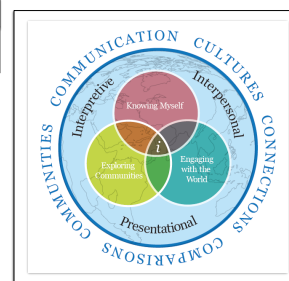 COMMUNICATION
CULTURES
CONNECTIONS
COMPARISONS
COMMUNITIES
Interpretive
Interpersonal
Presentational
Knowing Myself
i
Exploring
Communities
Engaging
with the
World